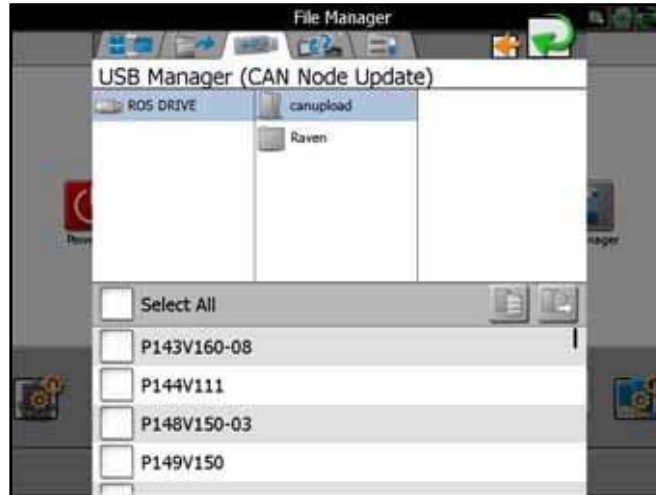 File Manager
USB Manager (CAN Node Update)
ROS DRIVE
canupload
Raven
Select All
P143V160-08
P144V111
P148V150-03
P149V150